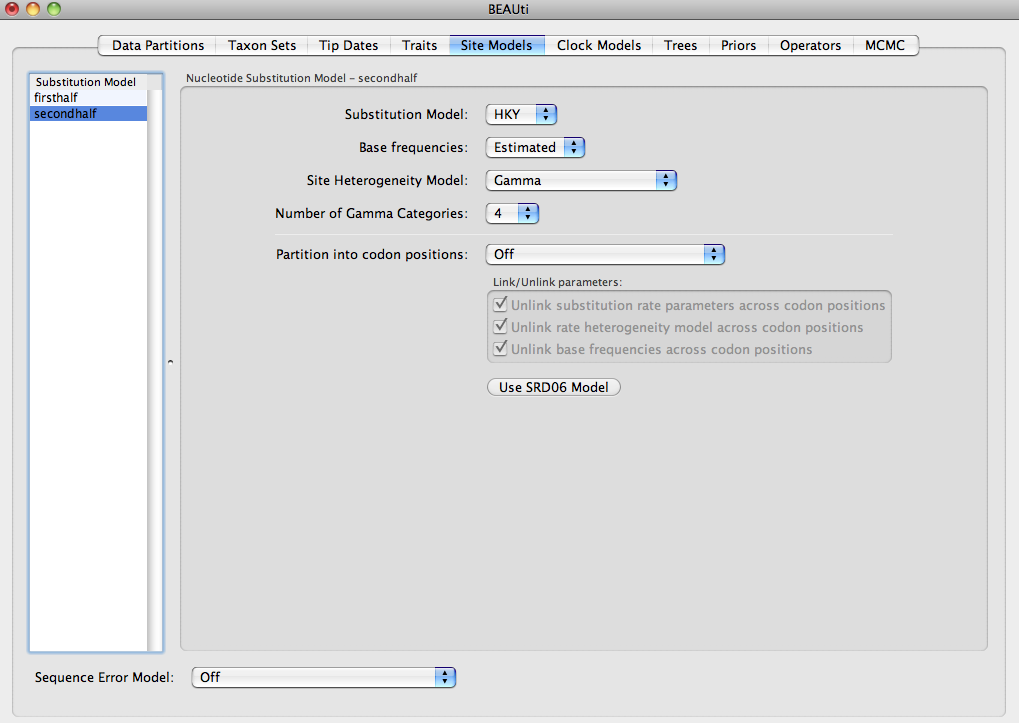 BEAUti
Data Partitions Taxon Sets Tip Dates Traits Site Models Clock Models Trees Priors Operators MCMC
Substitution Model
firsthalf
secondhalf
Nucleotide Substitution Model – secondhalf
Substitution Model: HKY
Base frequencies: Estimated
Site Heterogeneity Model: Gamma
Number of Gamma Categories: 4
Partition into codon positions: Off
Link/Unlink parameters:
Unlink substitution rate parameters across codon positions
Unlink rate heterogeneity model across codon positions
Unlink base frequencies across codon positions
Use SRD06 Model
Sequence Error Model: Off